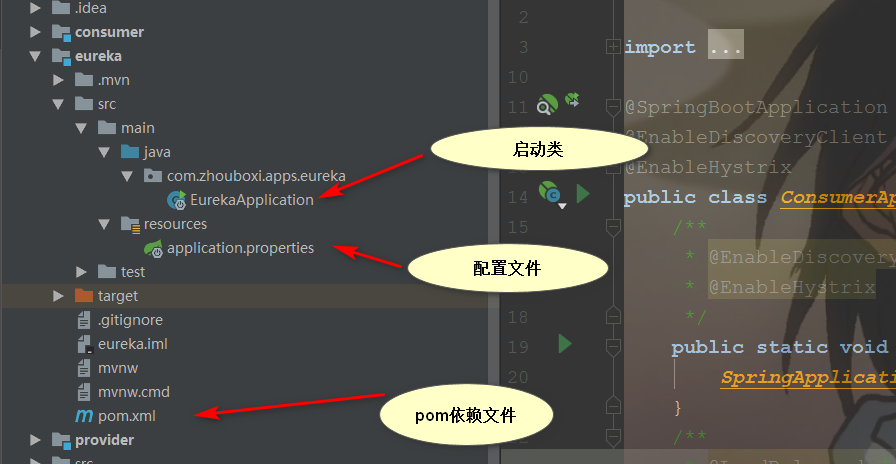 .idea
consumer
eureka
.mvn
src
main
java
com.zhouboxi.apps.eureka
EurekaApplication
resources
application.properties
test
target
.gitignore
eureka.iml
mvnw
mvnw.cmd
pom.xml
provider
src
启动类
配置文件
pom依赖文件
2
3 import ...
10
11 @SpringBootApplication
@EnableDiscoveryClient
@EnableHystrix
14 public class ConsumerAp
15 /**
* @EnableDiscovery
* @EnableHystrix
18 */
19 public static void
20 SpringApplicati
}
/**